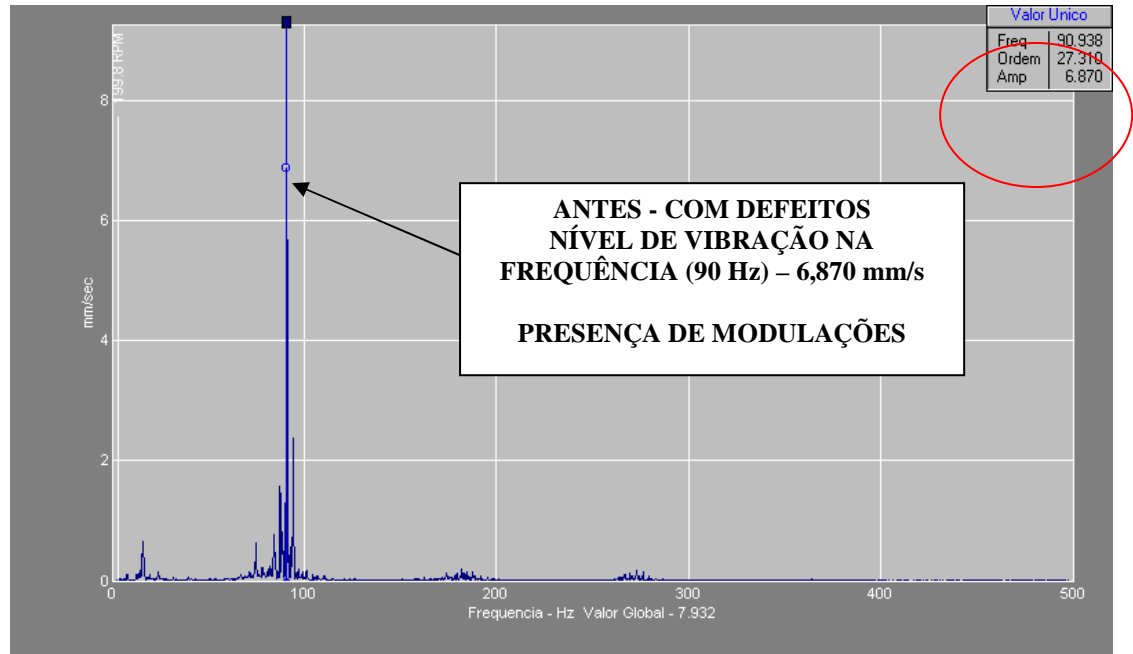 Valor Unico
Freq 90.938
Ordem 27.310
Amp 6.870
199.8 RPM
8
6
4
2
0
mm/sec
ANTES - COM DEFEITOS
NÍVEL DE VIBRAÇÃO NA
FREQUÊNCIA (90 Hz) – 6,870 mm/s
PRESENÇA DE MODULAÇÕES
0 100 200 300 400 500
Frequencia - Hz Valor Global - 7.932